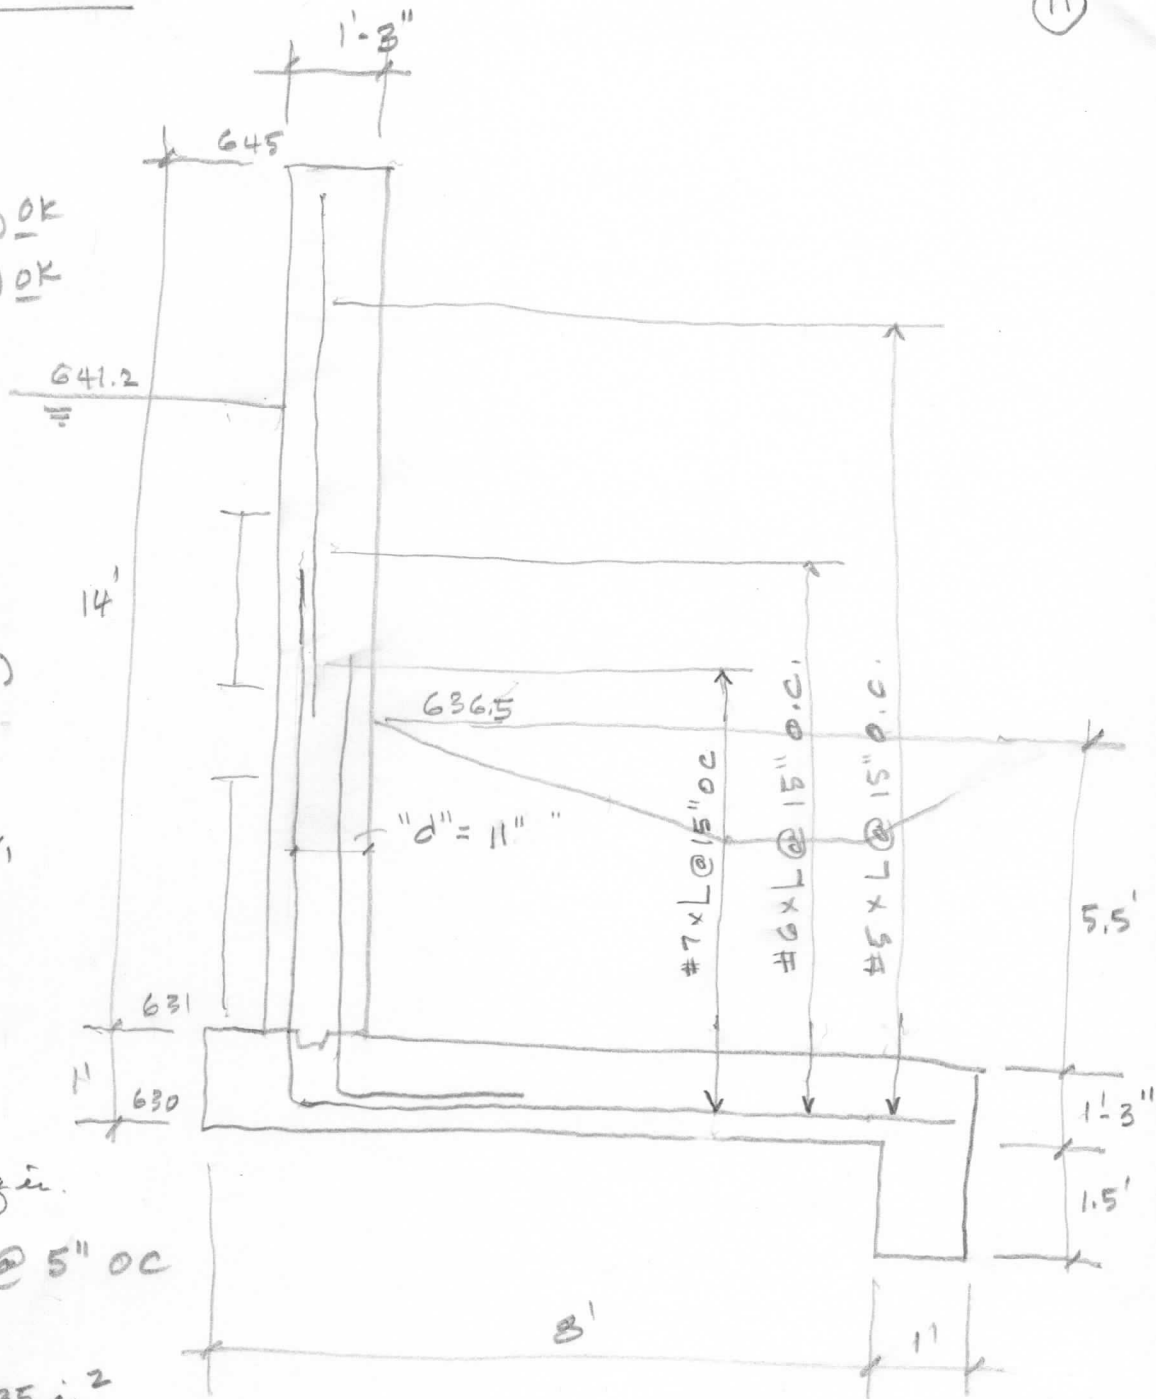 11
1'-3"
645
OK
OK
641.2
14'
636.5
"d" = 11"
#7 x L @ 15" OC
#6 x L @ 15" O.C.
#5 x L @ 15" O.C.
5.5'
631
1'
630
1'-3"
1.5'
@ 5" OC
8'
1'